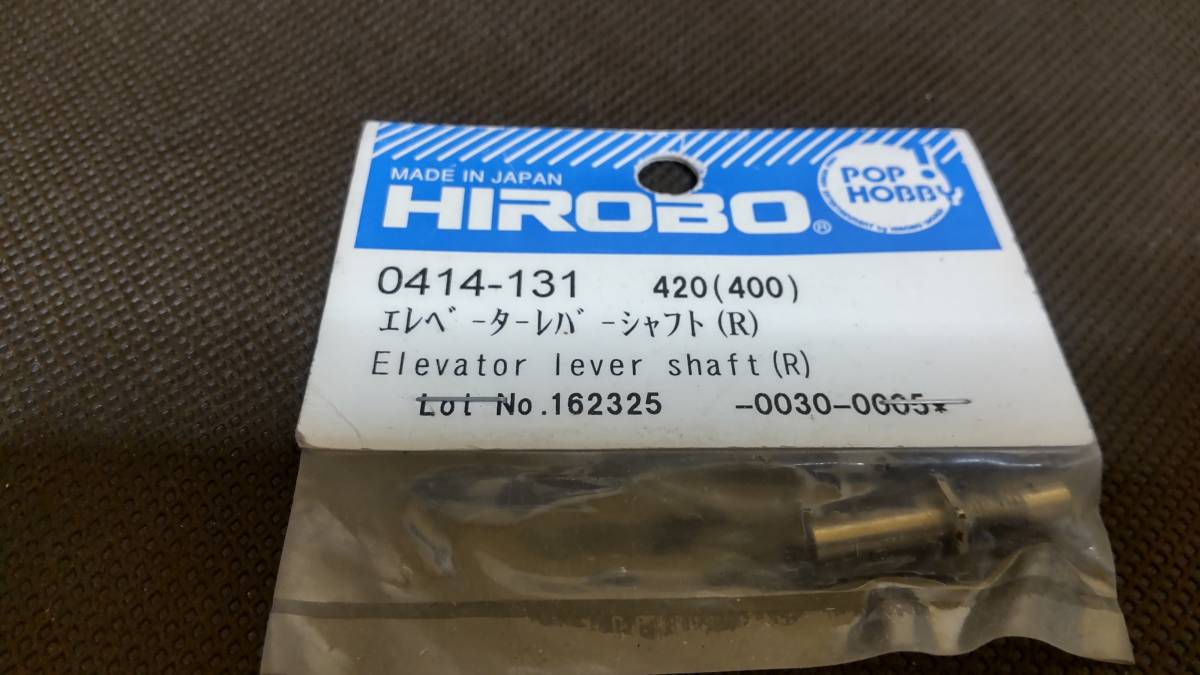 MADE IN JAPAN
HIROBO®
POP!
HOBBY
0414-131 420(400)
エレベーターレバーシャフト(R)
Elevator lever shaft(R)
Lot No.162325 -0030-0605*